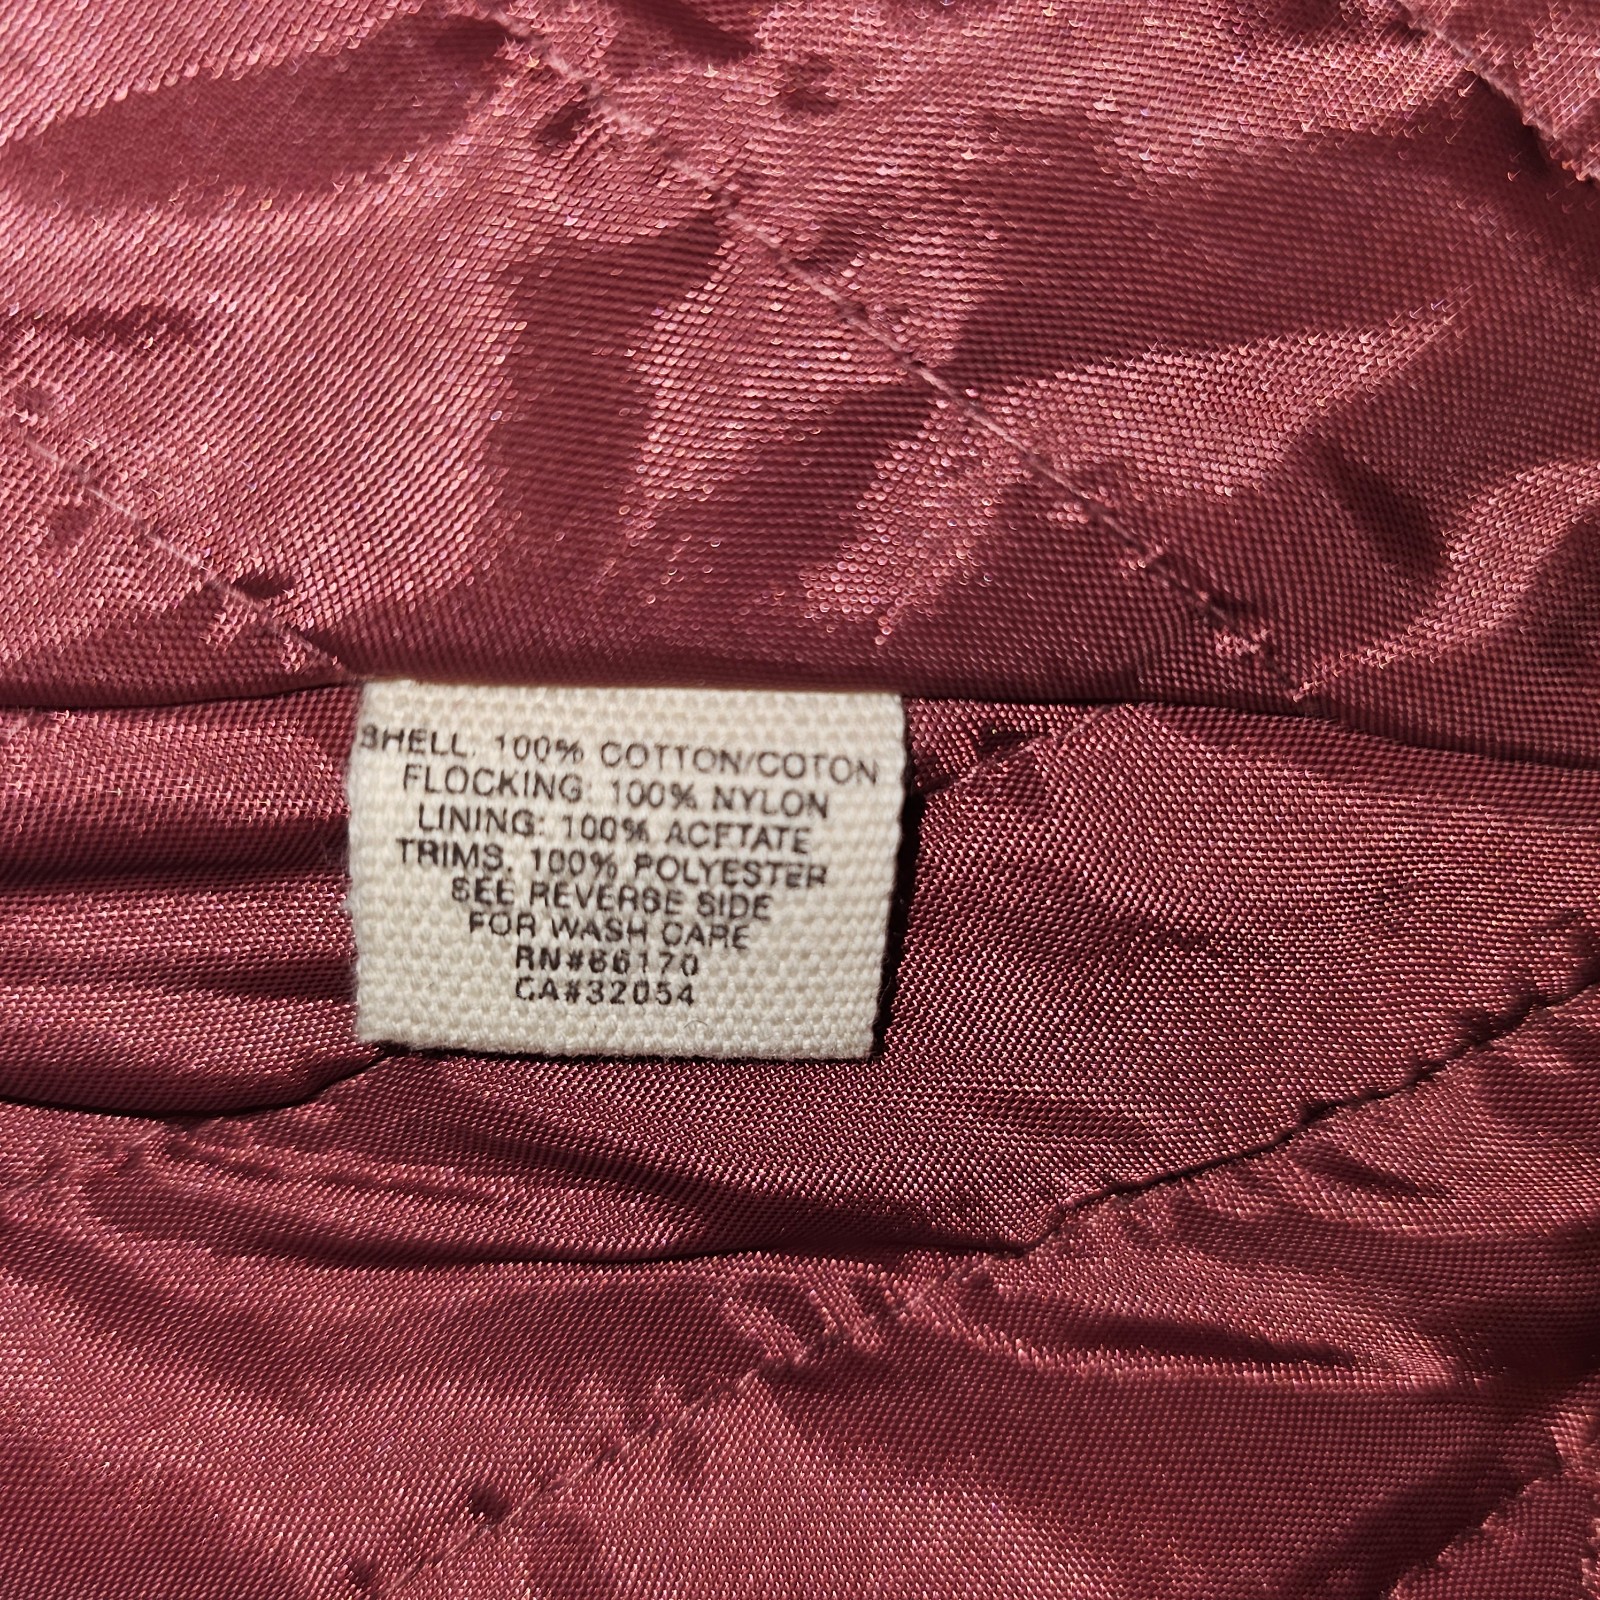 SHELL: 100% COTTON/COTON
FLOCKING: 100% NYLON
LINING: 100% ACETATE
TRIMS: 100% POLYESTER
SEE REVERSE SIDE
FOR WASH CARE
RN#66170
CA#32054